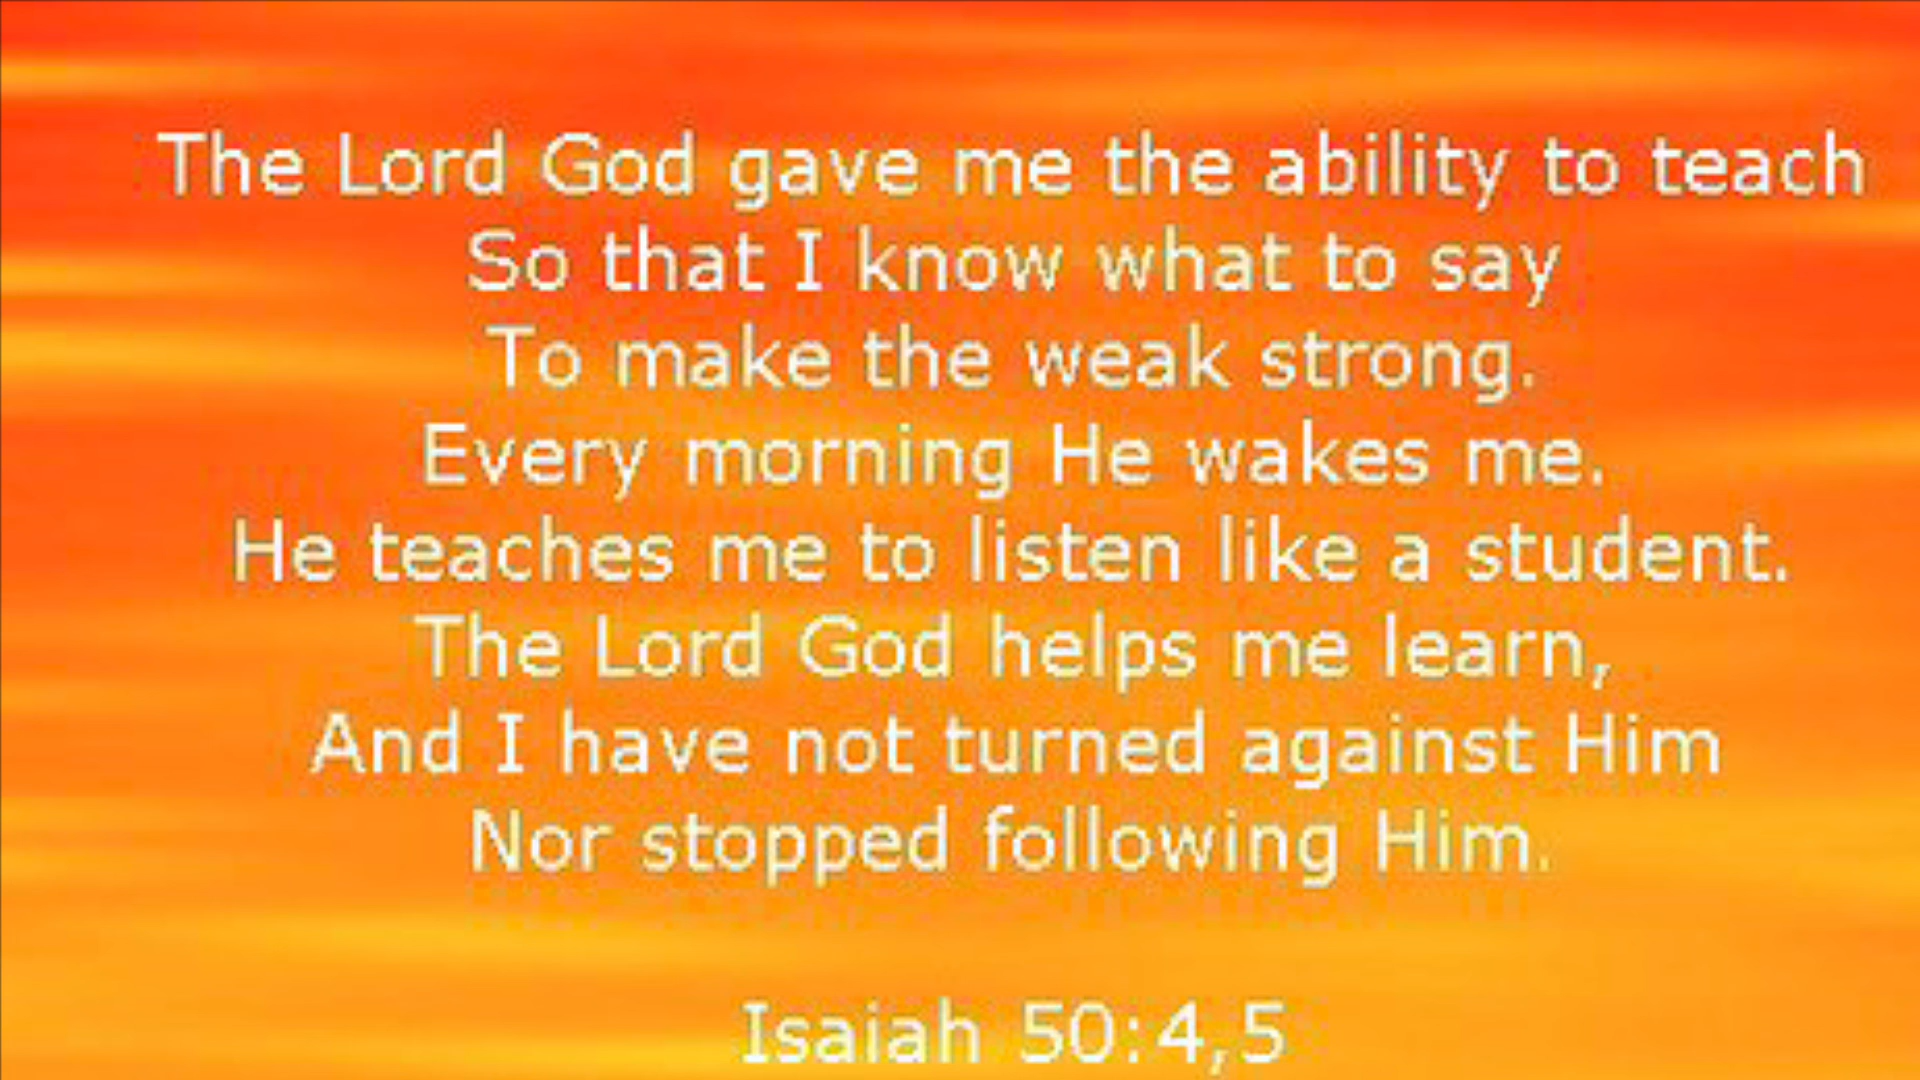 The Lord God gave me the ability to teach
So that I know what to say
To make the weak strong.
Every morning He wakes me.
He teaches me to listen like a student.
The Lord God helps me learn,
And I have not turned against Him
Nor stopped following Him.
Isaiah 50:4,5